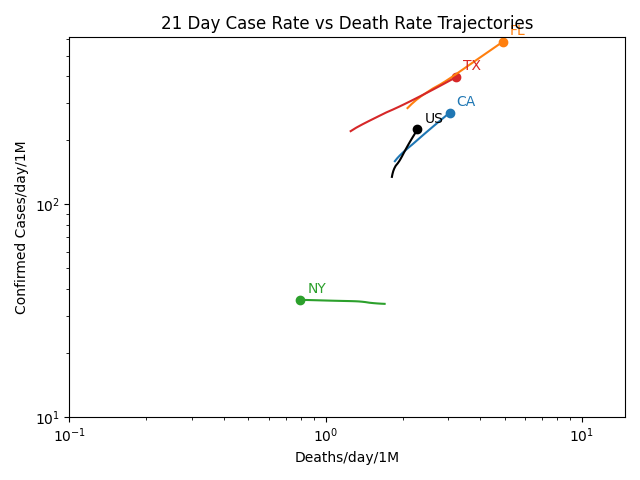 21 Day Case Rate vs Death Rate Trajectories
FL
TX
CA
US
NY
10²
10¹
10⁻¹
10⁰
10¹
Confirmed Cases/day/1M
Deaths/day/1M